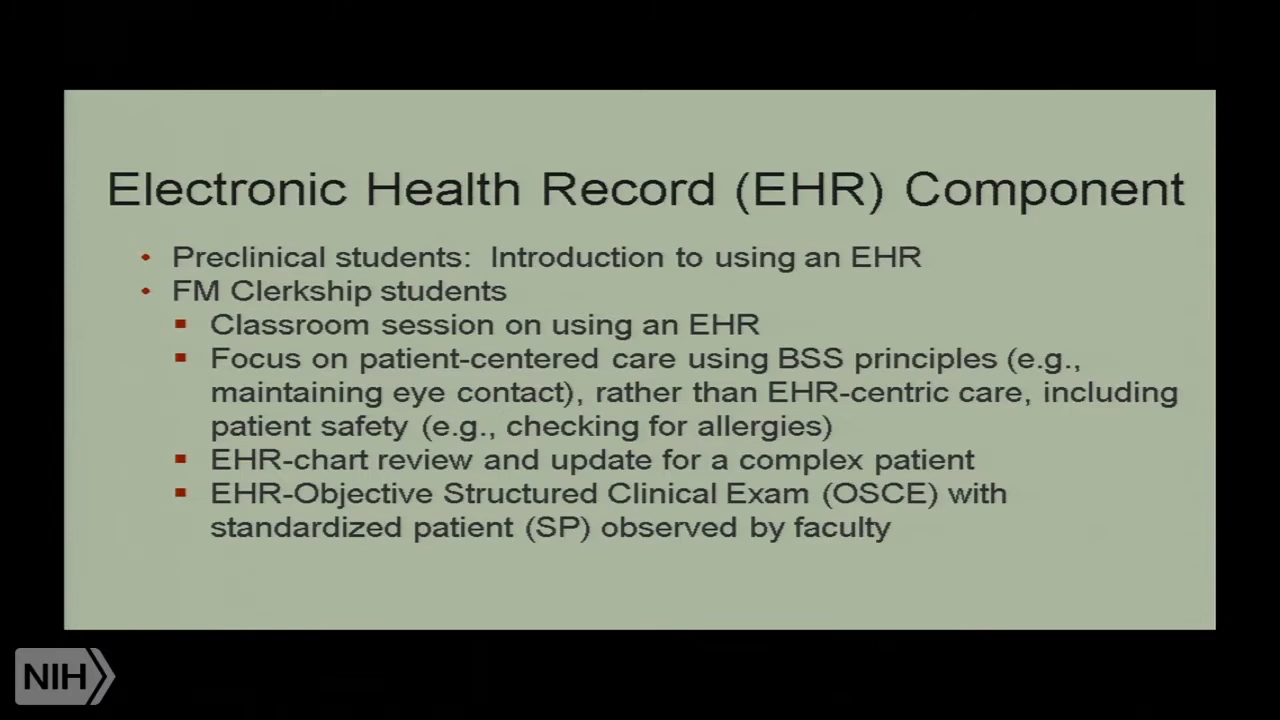 Electronic Health Record (EHR) Component
• Preclinical students: Introduction to using an EHR
• FM Clerkship students
▪ Classroom session on using an EHR
▪ Focus on patient-centered care using BSS principles (e.g.,
maintaining eye contact), rather than EHR-centric care, including
patient safety (e.g., checking for allergies)
▪ EHR-chart review and update for a complex patient
▪ EHR-Objective Structured Clinical Exam (OSCE) with
standardized patient (SP) observed by faculty
NIH